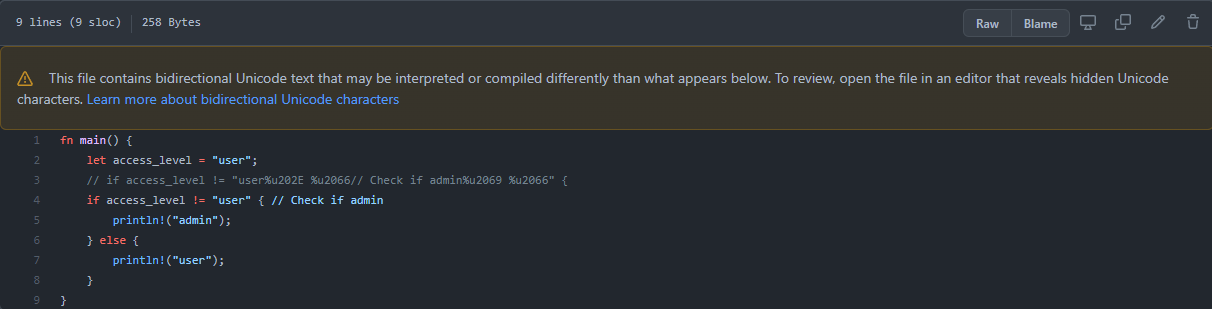 9 lines (9 sloc) 258 Bytes Raw Blame
This file contains bidirectional Unicode text that may be interpreted or compiled differently than what appears below. To review, open the file in an editor that reveals hidden Unicode
characters. Learn more about bidirectional Unicode characters
1 fn main() {
2     let access_level = "user";
3     // if access_level != "user%u202E %u2066// Check if admin%u2069 %u2066" {
4     if access_level != "user" { // Check if admin
5         println!("admin");
6     } else {
7         println!("user");
8     }
9 }